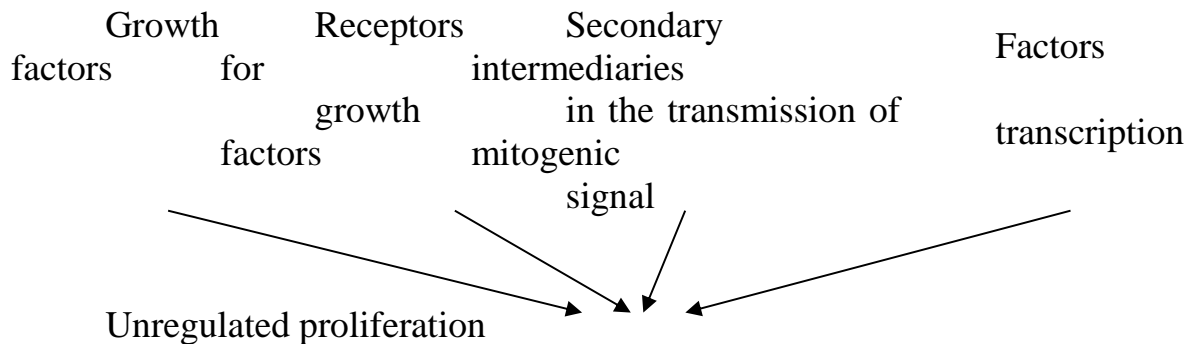 Growth
factors
Receptors
for
growth
factors
Secondary
intermediaries
in the transmission of
mitogenic
signal
Factors
transcription
Unregulated proliferation